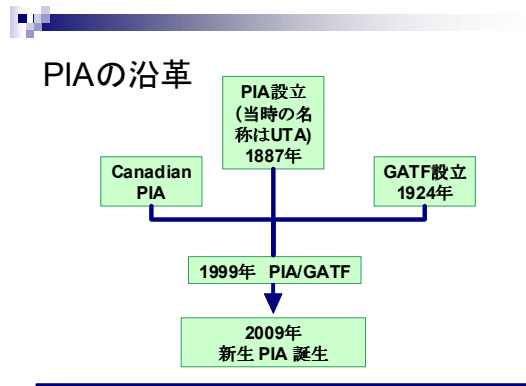 PIAの沿革
PIA設立
(当時の名
称はUTA)
1887年
Canadian
PIA
GATF設立
1924年
1999年 PIA/GATF
2009年
新生 PIA 誕生